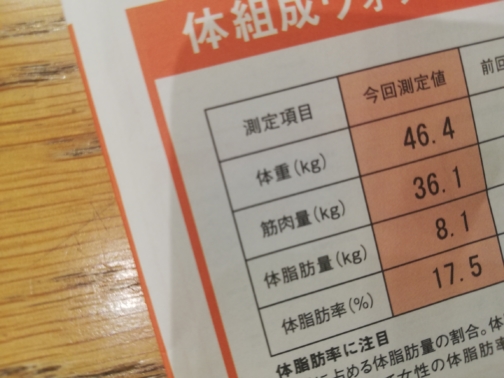 体組成
測定項目 今回測定値 前回
体重(kg) 46.4
筋肉量(kg) 36.1
体脂肪量(kg) 8.1
体脂肪率(%) 17.5
体脂肪率に注目
に占める体脂肪量の割合。体
女性の体脂肪率